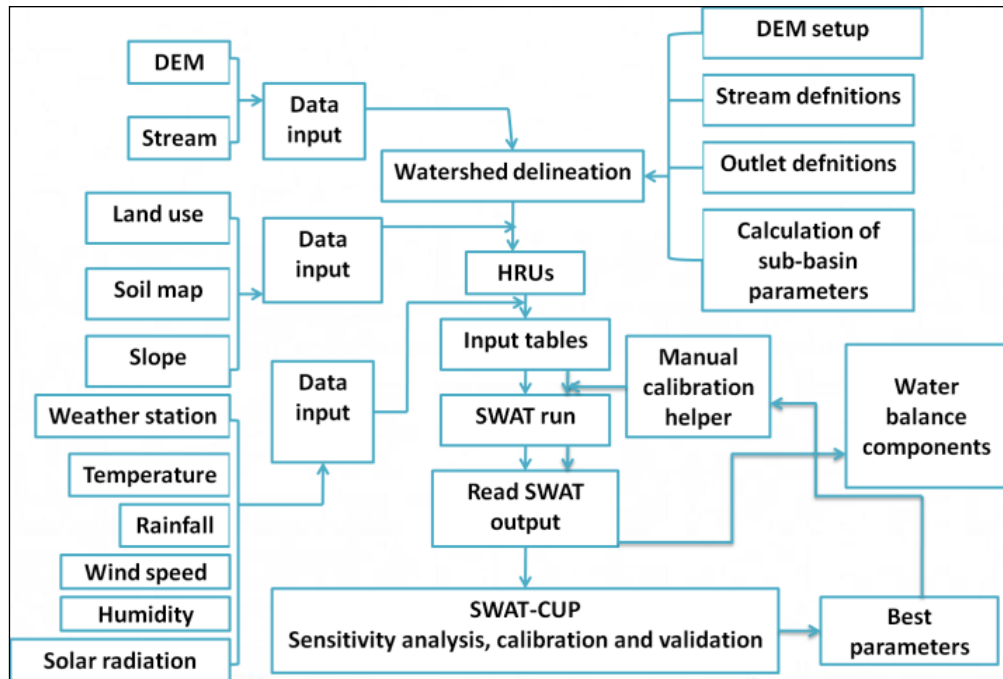 DEM
Stream
Data
input
DEM setup
Stream defnitions
Outlet defnitions
Calculation of
sub-basin
parameters
Watershed delineation
Land use
Soil map
Slope
Data
input
HRUs
Input tables
Weather station
Temperature
Rainfall
Wind speed
Humidity
Solar radiation
Data
input
SWAT run
Manual
calibration
helper
Water
balance
components
Read SWAT
output
SWAT-CUP
Sensitivity analysis, calibration and validation
Best
parameters